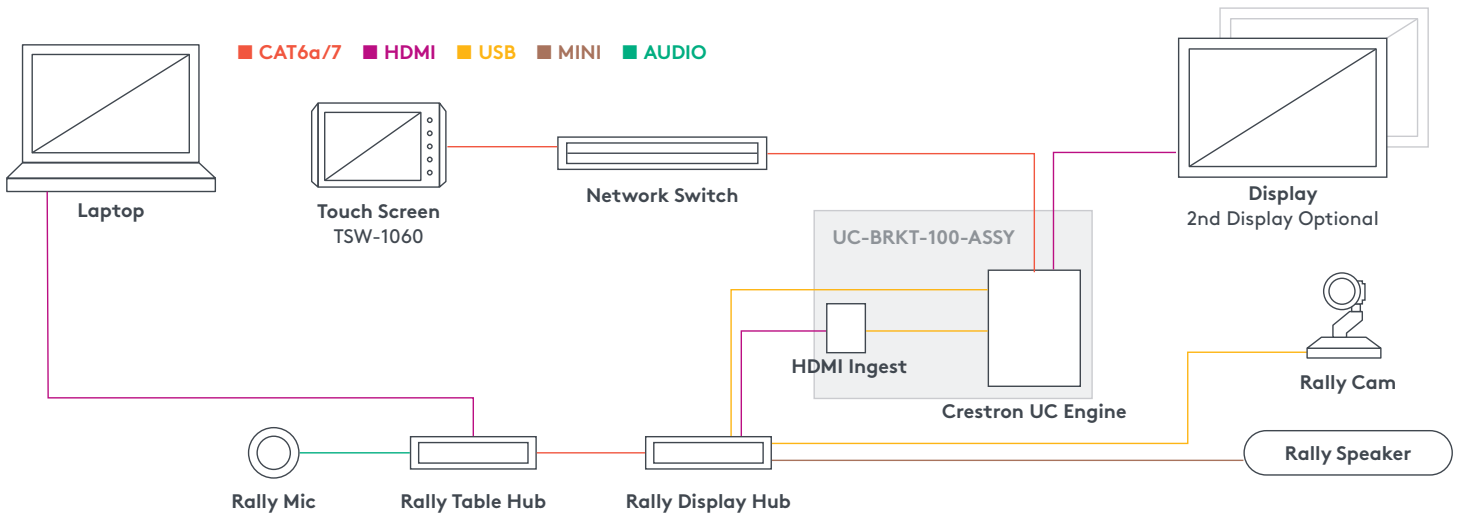 CAT6a/7 HDMI USB MINI AUDIO
Laptop
Touch Screen
TSW-1060
Network Switch
Display
2nd Display Optional
UC-BRKT-100-ASSY
HDMI Ingest
Crestron UC Engine
Rally Cam
Rally Speaker
Rally Mic
Rally Table Hub
Rally Display Hub